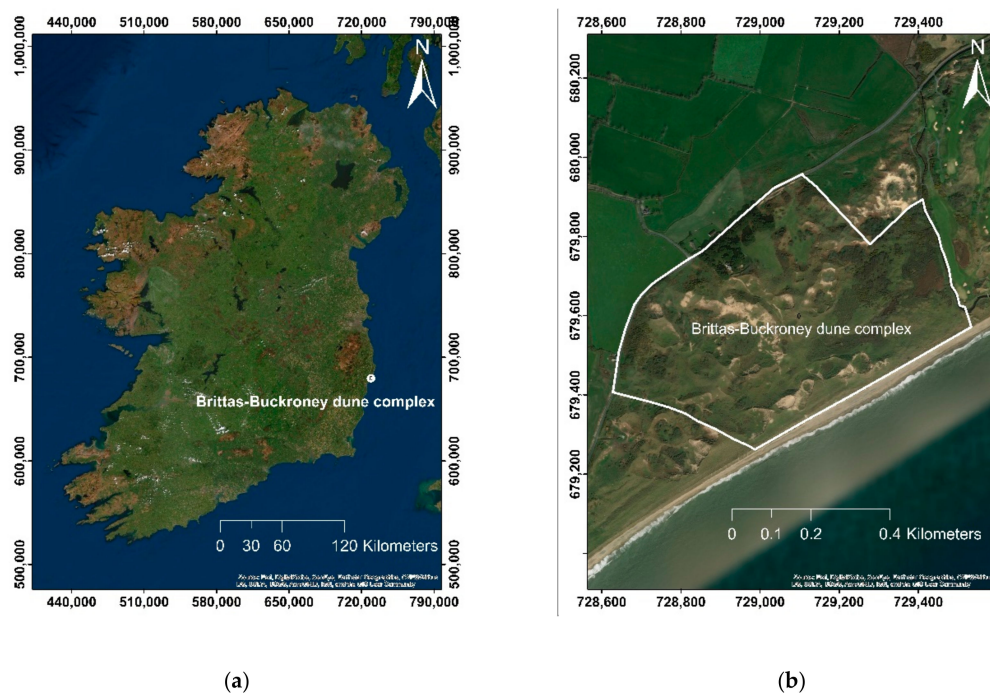 440,000 510,000 580,000 650,000 720,000 790,000
1,000,000 1,000,000
N
900,000 900,000
800,000 800,000
700,000 700,000
Brittas-Buckroney dune complex
600,000 600,000
0 30 60 120 Kilometers
500,000 500,000
440,000 510,000 580,000 650,000 720,000 790,000
(a)
728,600 728,800 729,000 729,200 729,400
N
680,200
680,000
679,800
679,600
Brittas-Buckroney dune complex
679,400
679,200
0 0.1 0.2 0.4 Kilometers
728,600 728,800 729,000 729,200 729,400
(b)